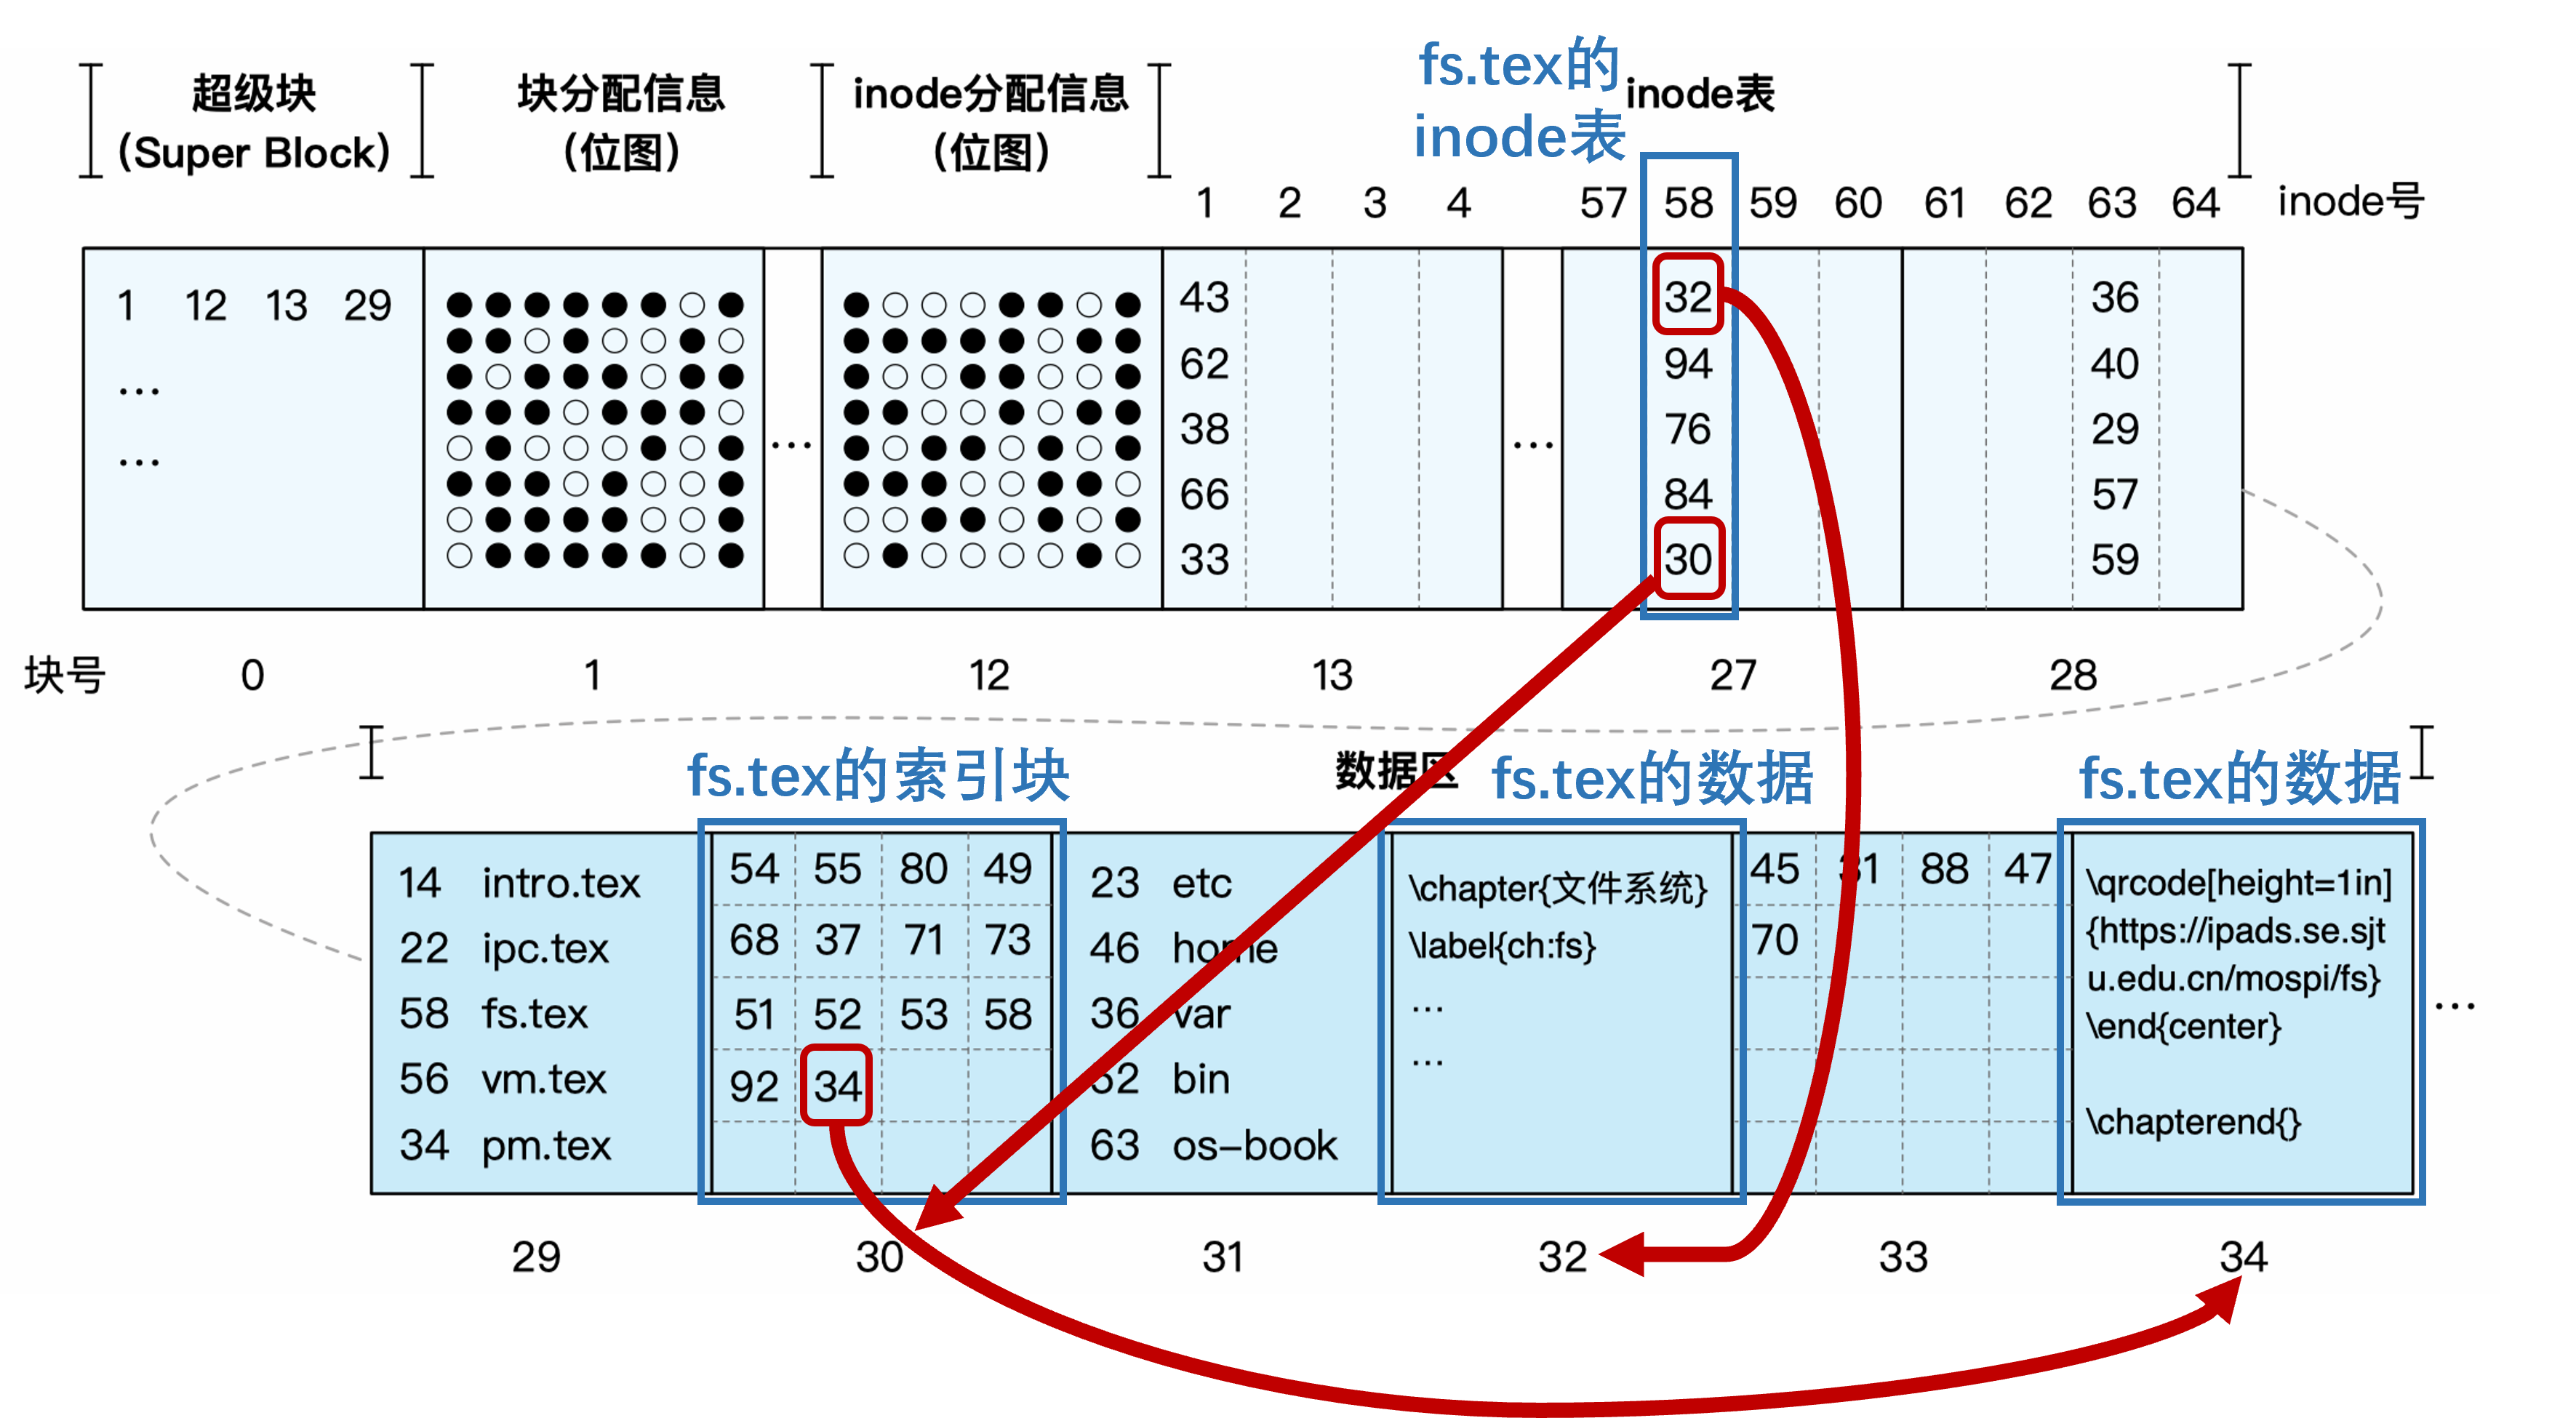 超级块
(Super Block)
块分配信息
(位图)
inode分配信息
(位图)
fs.tex的
inode表
inode表
1 2 3 4 57 58 59 60 61 62 63 64 inode号
1 12 13 29
...
...
...
43
62
38
66
33
...
32
94
76
84
30
36
40
29
57
59
块号 0 1 12 13 27 28
fs.tex的索引块
数据区
fs.tex的数据
fs.tex的数据
14 intro.tex
22 ipc.tex
58 fs.tex
56 vm.tex
34 pm.tex
54 55 80 49
68 37 71 73
51 52 53 58
92 34
23 etc
46 home
36 var
52 bin
63 os-book
\chapter{文件系统}
\label{ch:fs}
...
...
45 31 88 47
70
\qrcode[height=1in]
{https://ipads.se.sjt
u.edu.cn/mospi/fs}
\end{center}
\chapterend{}
...
29 30 31 32 33 34